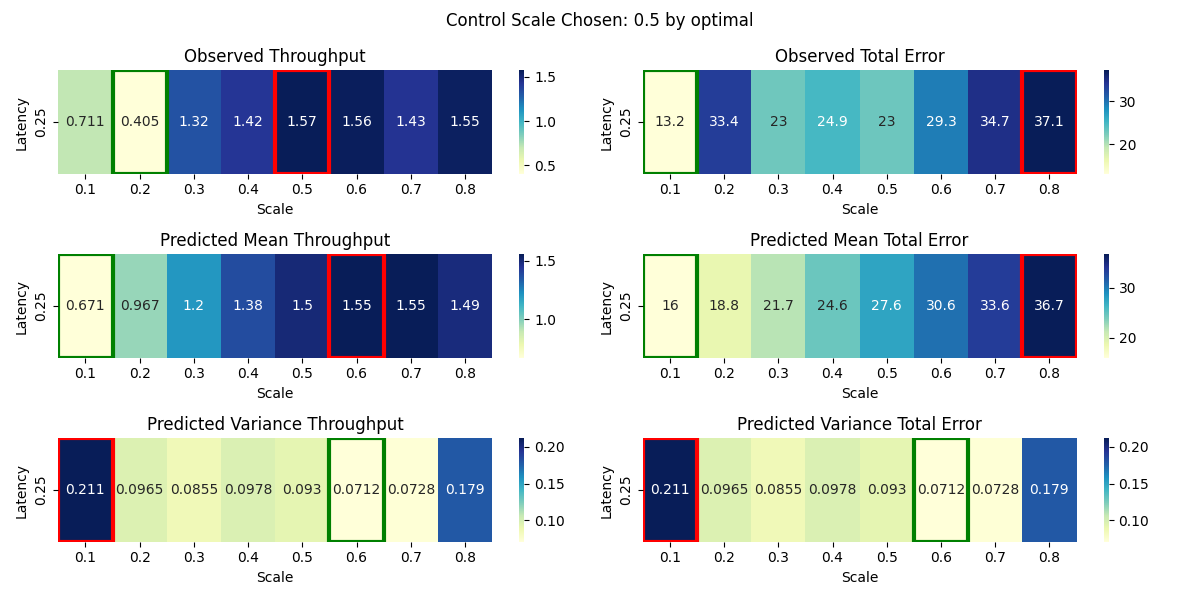 Control Scale Chosen: 0.5 by optimal
Observed Throughput
Latency
0.25
0.711 0.405 1.32 1.42 1.57 1.56 1.43 1.55
0.1 0.2 0.3 0.4 0.5 0.6 0.7 0.8
Scale
1.5
1.0
0.5
Observed Total Error
Latency
0.25
13.2 33.4 23 24.9 23 29.3 34.7 37.1
0.1 0.2 0.3 0.4 0.5 0.6 0.7 0.8
Scale
30
20
Predicted Mean Throughput
Latency
0.25
0.671 0.967 1.2 1.38 1.5 1.55 1.55 1.49
0.1 0.2 0.3 0.4 0.5 0.6 0.7 0.8
Scale
1.5
1.0
Predicted Mean Total Error
Latency
0.25
16 18.8 21.7 24.6 27.6 30.6 33.6 36.7
0.1 0.2 0.3 0.4 0.5 0.6 0.7 0.8
Scale
30
20
Predicted Variance Throughput
Latency
0.25
0.211 0.0965 0.0855 0.0978 0.093 0.0712 0.0728 0.179
0.1 0.2 0.3 0.4 0.5 0.6 0.7 0.8
Scale
0.20
0.15
0.10
Predicted Variance Total Error
Latency
0.25
0.211 0.0965 0.0855 0.0978 0.093 0.0712 0.0728 0.179
0.1 0.2 0.3 0.4 0.5 0.6 0.7 0.8
Scale
0.20
0.15
0.10